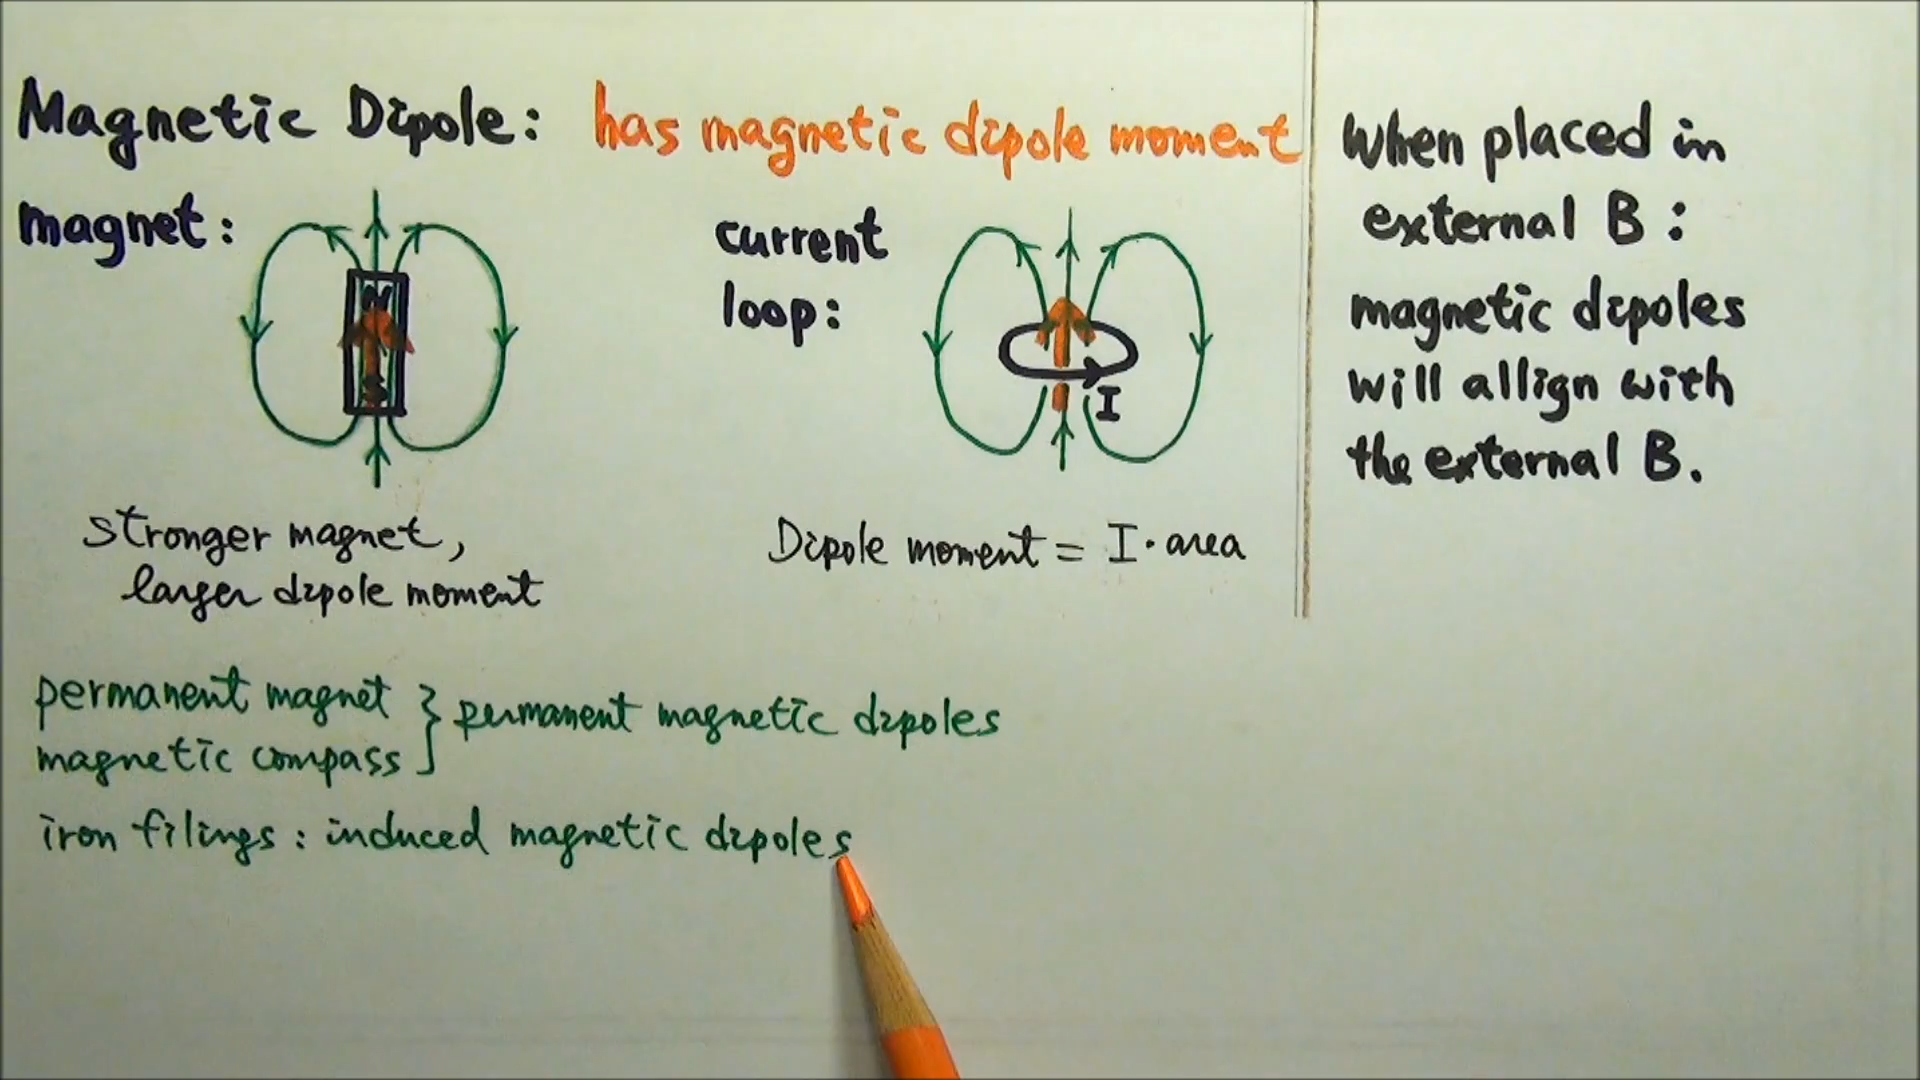 Magnetic Dipole: has magnetic dipole moment
magnet:
N
S
stronger magnet,
larger dipole moment
current
loop:
I
Dipole moment = I · area
When placed in
external B :
magnetic dipoles
will allign with
the external B.
permanent magnet } permanent magnetic dipoles
magnetic compass
iron filings : induced magnetic dipoles